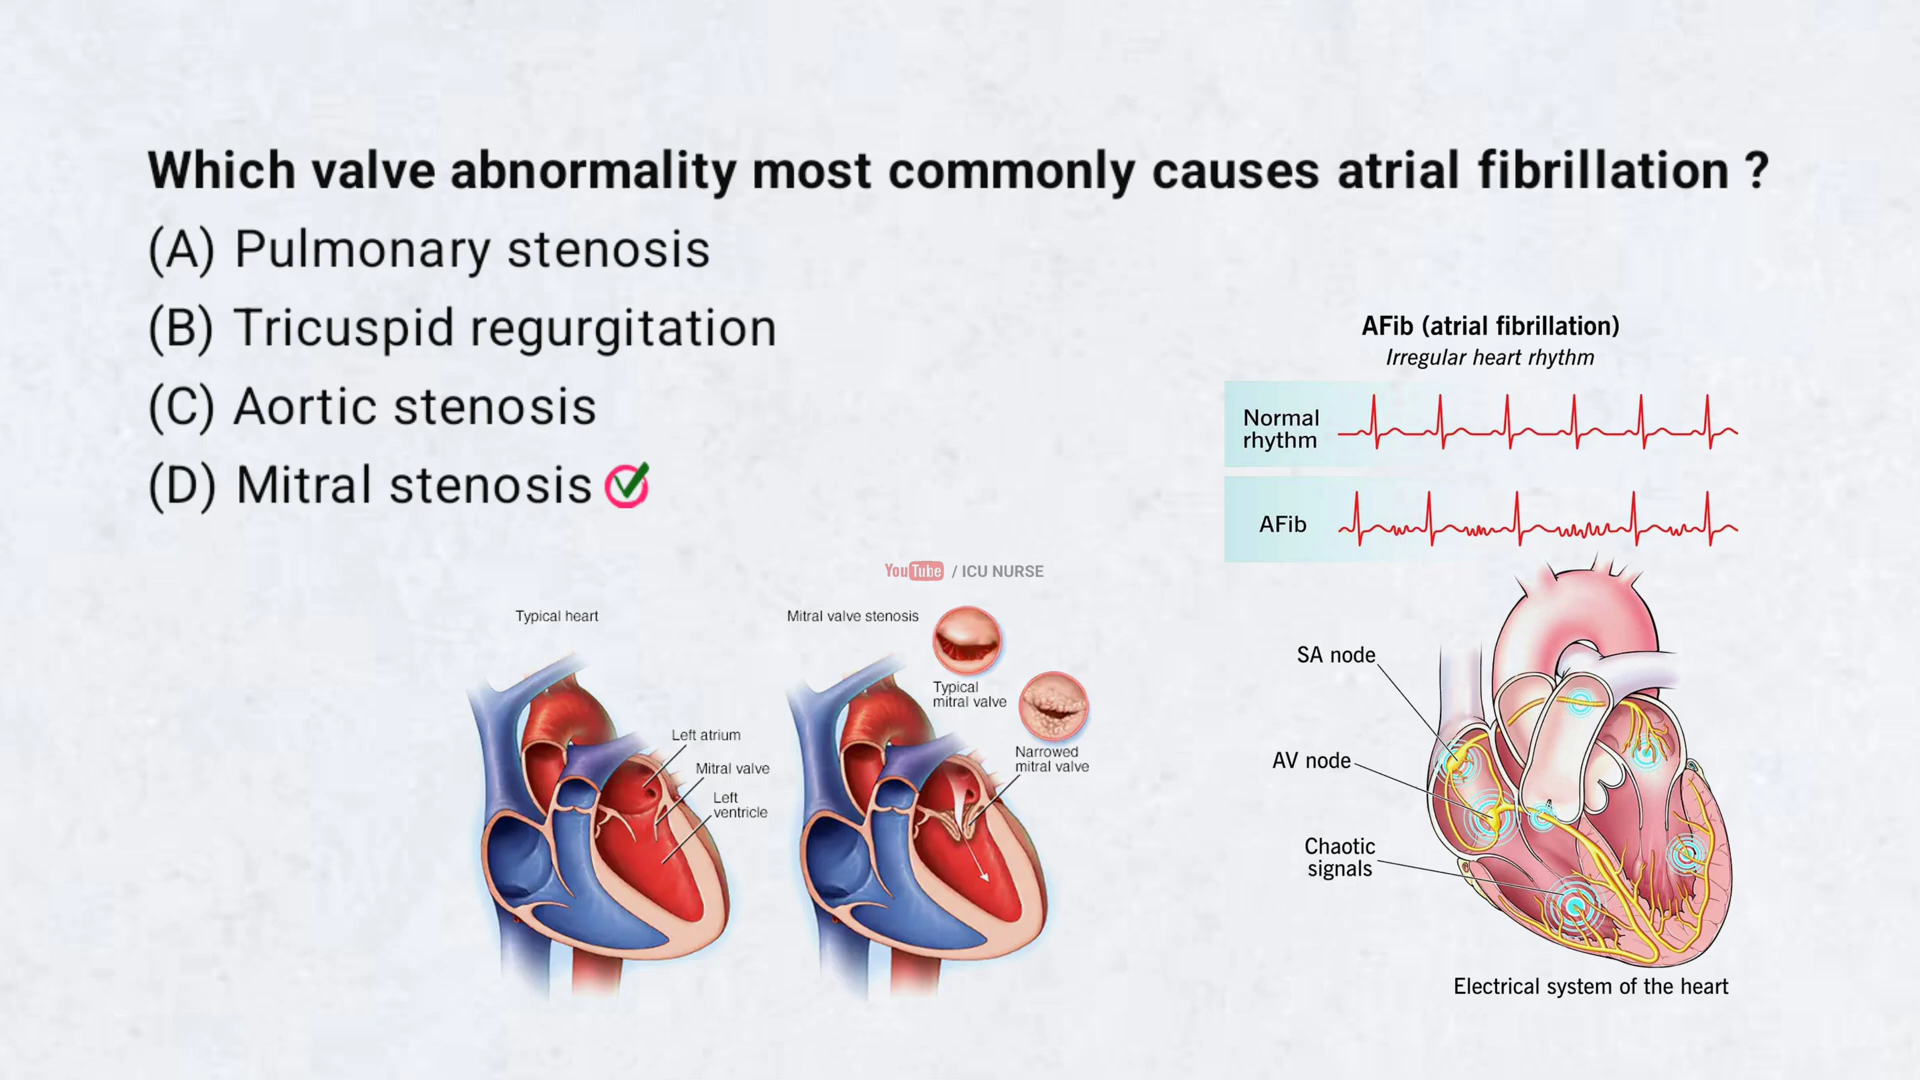 Which valve abnormality most commonly causes atrial fibrillation ?
(A) Pulmonary stenosis
(B) Tricuspid regurgitation
(C) Aortic stenosis
(D) Mitral stenosis
AFib (atrial fibrillation)
Irregular heart rhythm
Normal
rhythm
AFib
YouTube / ICU NURSE
Typical heart
Left atrium
Mitral valve
Left
ventricle
Mitral valve stenosis
Typical
mitral valve
Narrowed
mitral valve
SA node
AV node
Chaotic
signals
Electrical system of the heart